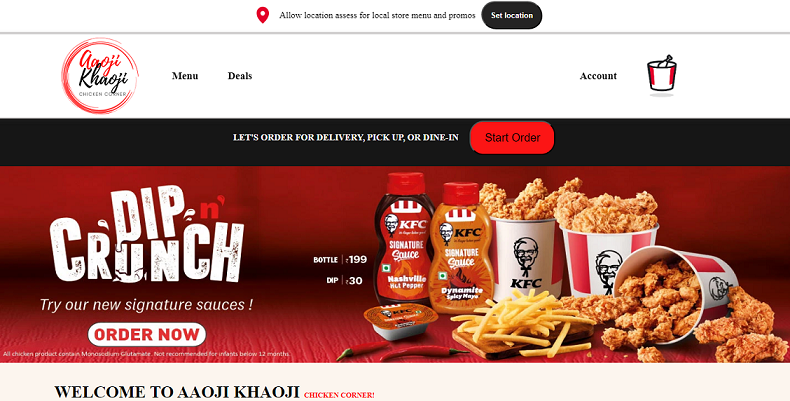 Allow location assess for local store menu and promos
Set location
Aaoji
Khaoji
CHICKEN CORNER
Menu
Deals
Account
LET'S ORDER FOR DELIVERY, PICK UP, OR DINE-IN
Start Order
DIP n'
CRUNCH
Try our new signature sauces !
ORDER NOW
All chicken product contain Monosodium Glutamate. Not recommended for infants below 12 months
BOTTLE | ₹199
DIP | ₹30
KFC
SIGNATURE
Sauce
Nashville
Hot Pepper
KFC
SIGNATURE
Sauce
Dynamite
Spicy Mayo
KFC
WELCOME TO AAOJI KHAOJI CHICKEN CORNER!